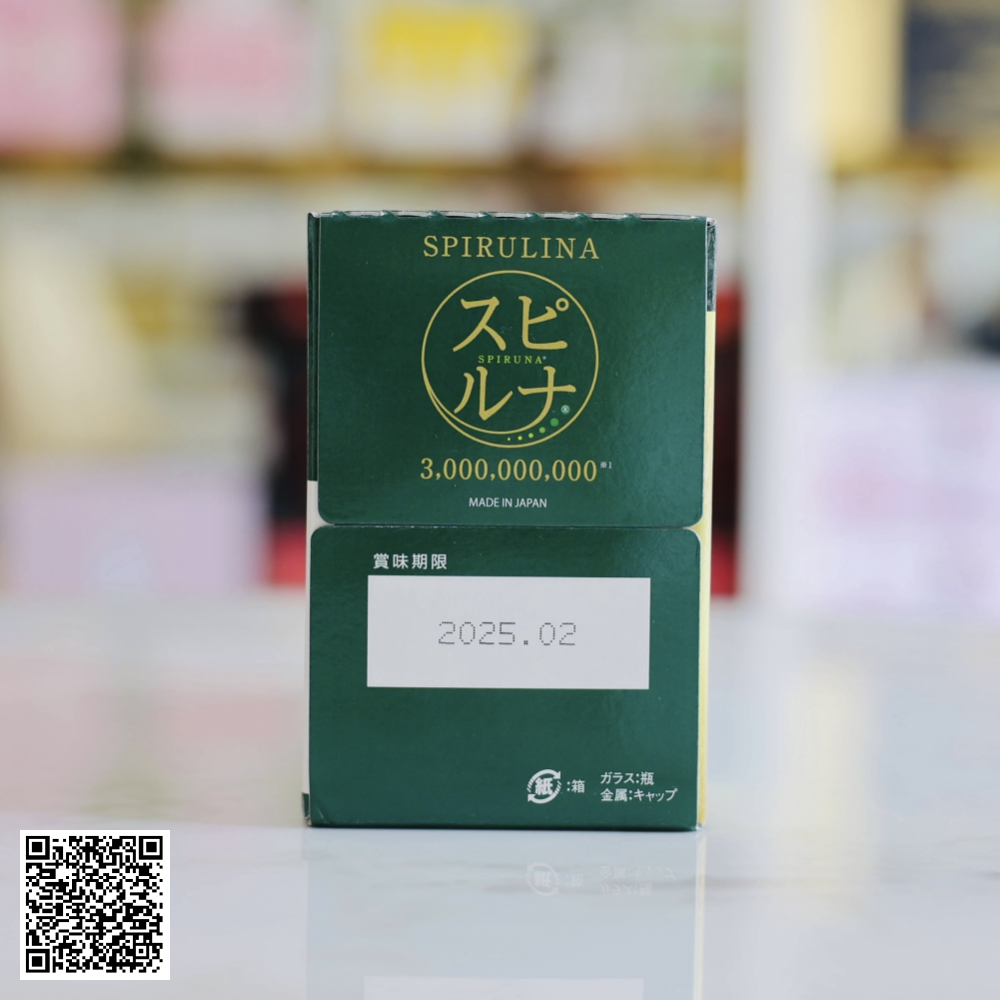 SPIRULINA
スピ
SPIRUNA®
ルナ®
3,000,000,000※1
MADE IN JAPAN
賞味期限
2025.02
紙:箱
ガラス:瓶
金属:キャップ